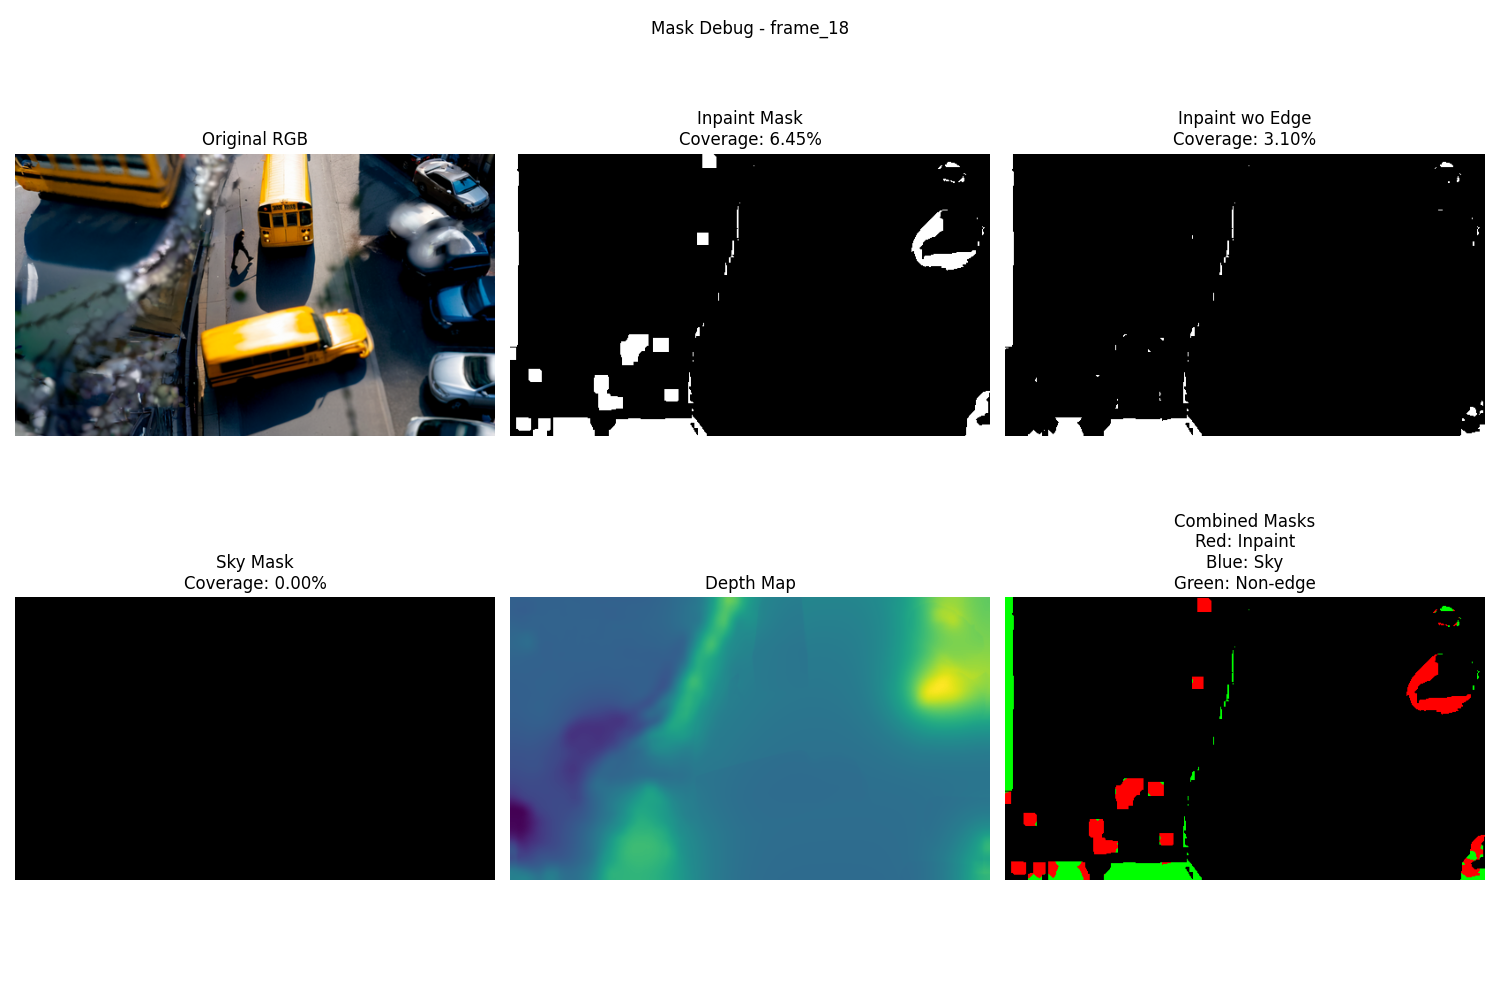 Mask Debug - frame_18
Original RGB
Inpaint Mask
Coverage: 6.45%
Inpaint wo Edge
Coverage: 3.10%
Sky Mask
Coverage: 0.00%
Depth Map
Combined Masks
Red: Inpaint
Blue: Sky
Green: Non-edge